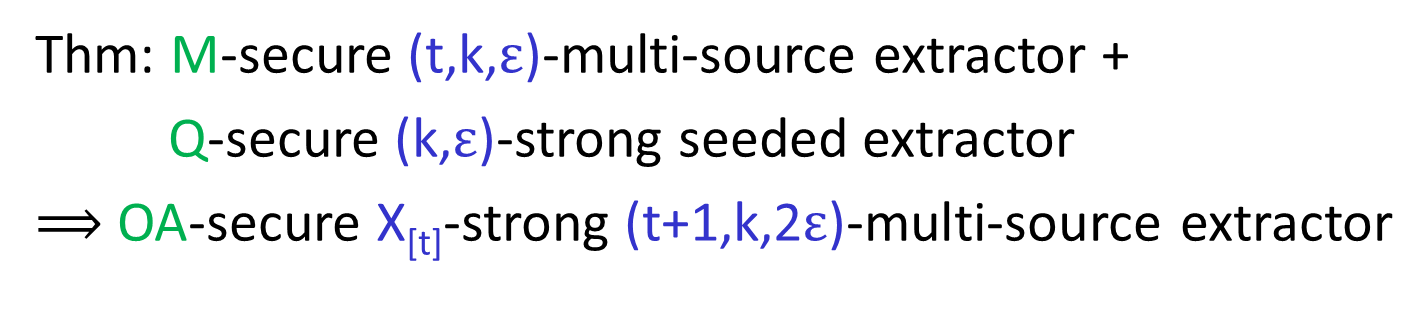 Thm: M-secure (t,k,ε)-multi-source extractor +
Q-secure (k,ε)-strong seeded extractor
⟹ OA-secure X[t]-strong (t+1,k,2ε)-multi-source extractor